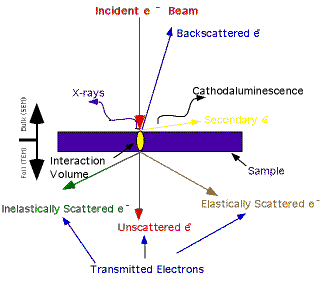 Incident e⁻ Beam
Backscattered e⁻
X-rays
Cathodaluminescence
Secondary e⁻
Bulk (SEM)
Foil (TEM)
Interaction
Volume
Sample
Inelastically Scattered e⁻
Elastically Scattered e⁻
Unscattered e⁻
Transmitted Electrons